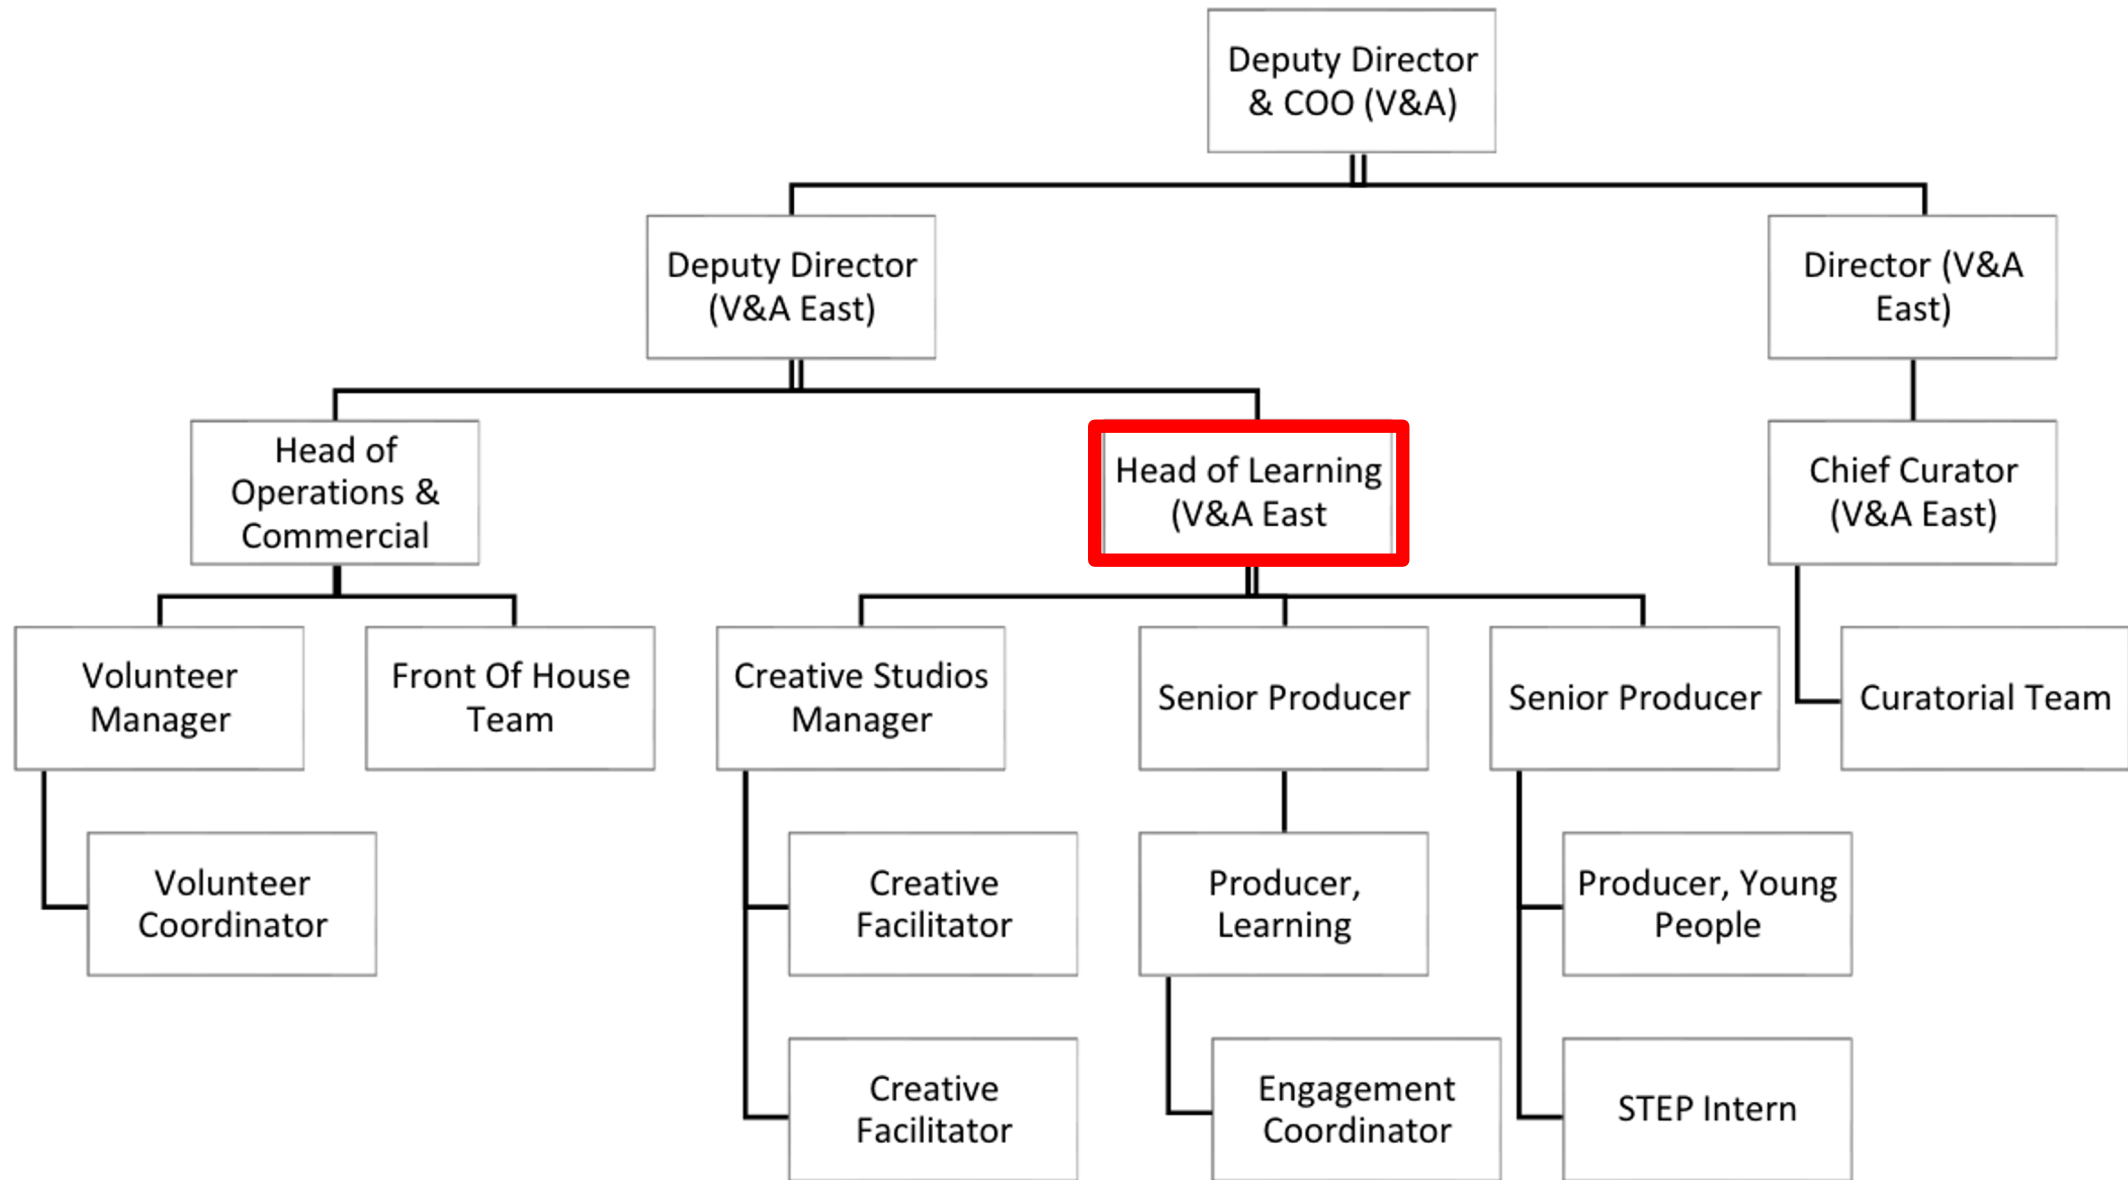 Deputy Director
& COO (V&A)
Deputy Director
(V&A East)
Director (V&A
East)
Head of
Operations &
Commercial
Head of Learning
(V&A East
Chief Curator
(V&A East)
Volunteer
Manager
Front Of House
Team
Creative Studios
Manager
Senior Producer
Senior Producer
Curatorial Team
Volunteer
Coordinator
Creative
Facilitator
Producer,
Learning
Producer, Young
People
Creative
Facilitator
Engagement
Coordinator
STEP Intern